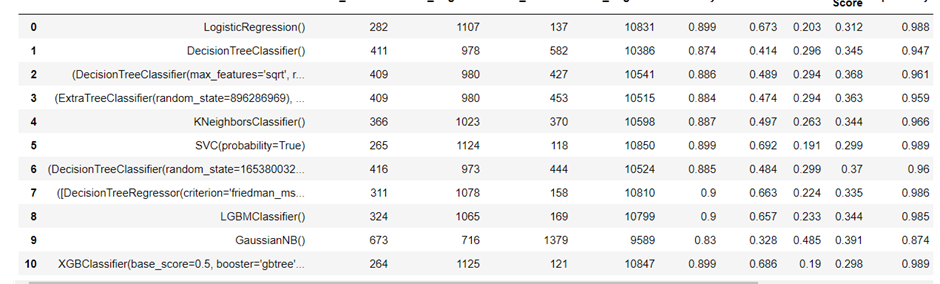 Score
0 LogisticRegression() 282 1107 137 10831 0.899 0.673 0.203 0.312 0.988
1 DecisionTreeClassifier() 411 978 582 10386 0.874 0.414 0.296 0.345 0.947
2 (DecisionTreeClassifier(max_features='sqrt', r... 409 980 427 10541 0.886 0.489 0.294 0.368 0.961
3 (ExtraTreeClassifier(random_state=896286969), ... 409 980 453 10515 0.884 0.474 0.294 0.363 0.959
4 KNeighborsClassifier() 366 1023 370 10598 0.887 0.497 0.263 0.344 0.966
5 SVC(probability=True) 265 1124 118 10850 0.899 0.692 0.191 0.299 0.989
6 (DecisionTreeClassifier(random_state=165380032... 416 973 444 10524 0.885 0.484 0.299 0.37 0.96
7 ([DecisionTreeRegressor(criterion='friedman_ms... 311 1078 158 10810 0.9 0.663 0.224 0.335 0.986
8 LGBMClassifier() 324 1065 169 10799 0.9 0.657 0.233 0.344 0.985
9 GaussianNB() 673 716 1379 9589 0.83 0.328 0.485 0.391 0.874
10 XGBClassifier(base_score=0.5, booster='gbtree'... 264 1125 121 10847 0.899 0.686 0.19 0.298 0.989